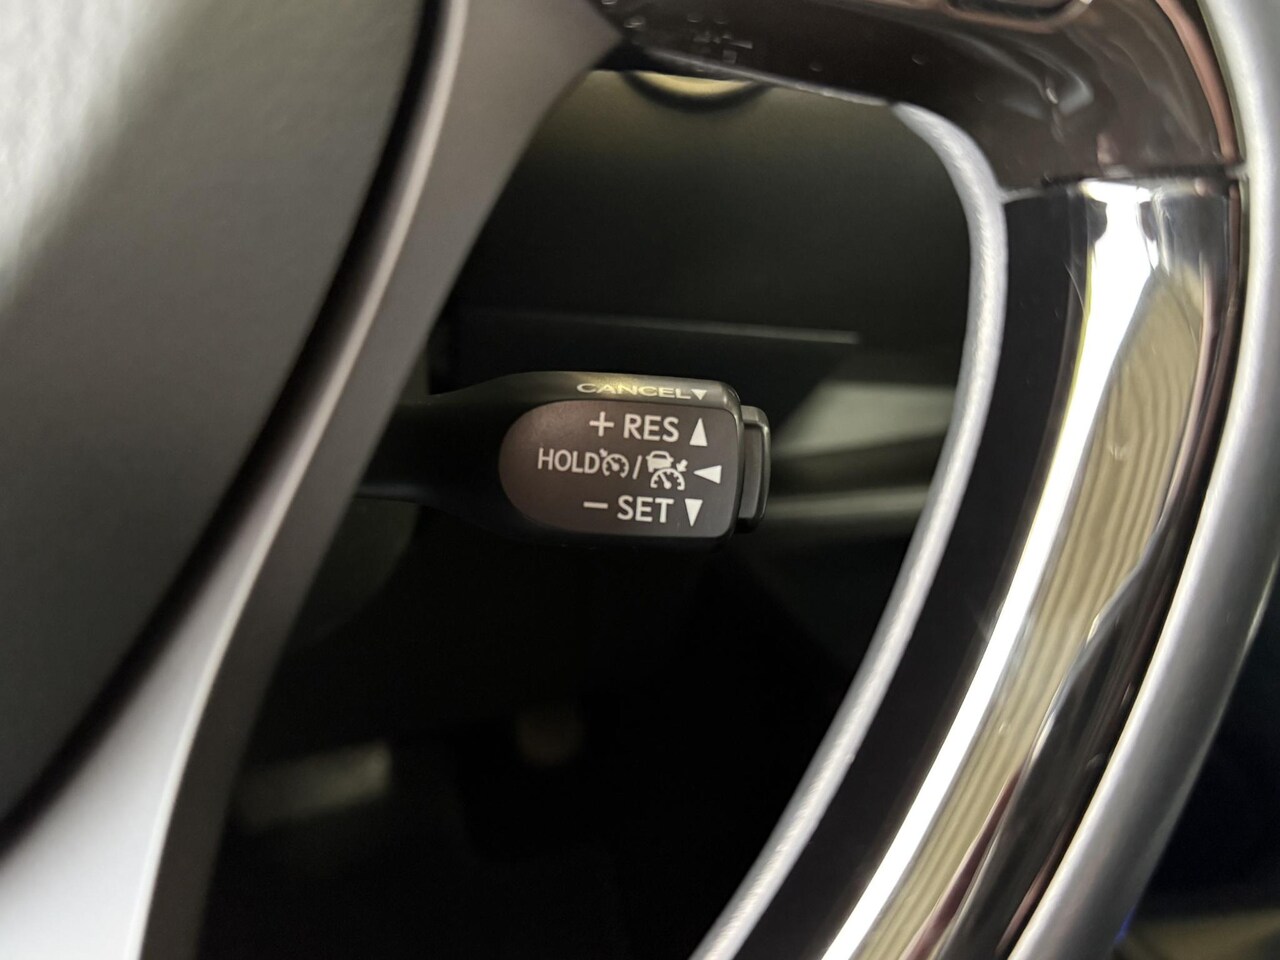 CANCEL▼
+ RES ▲
HOLD / ◀
− SET ▼